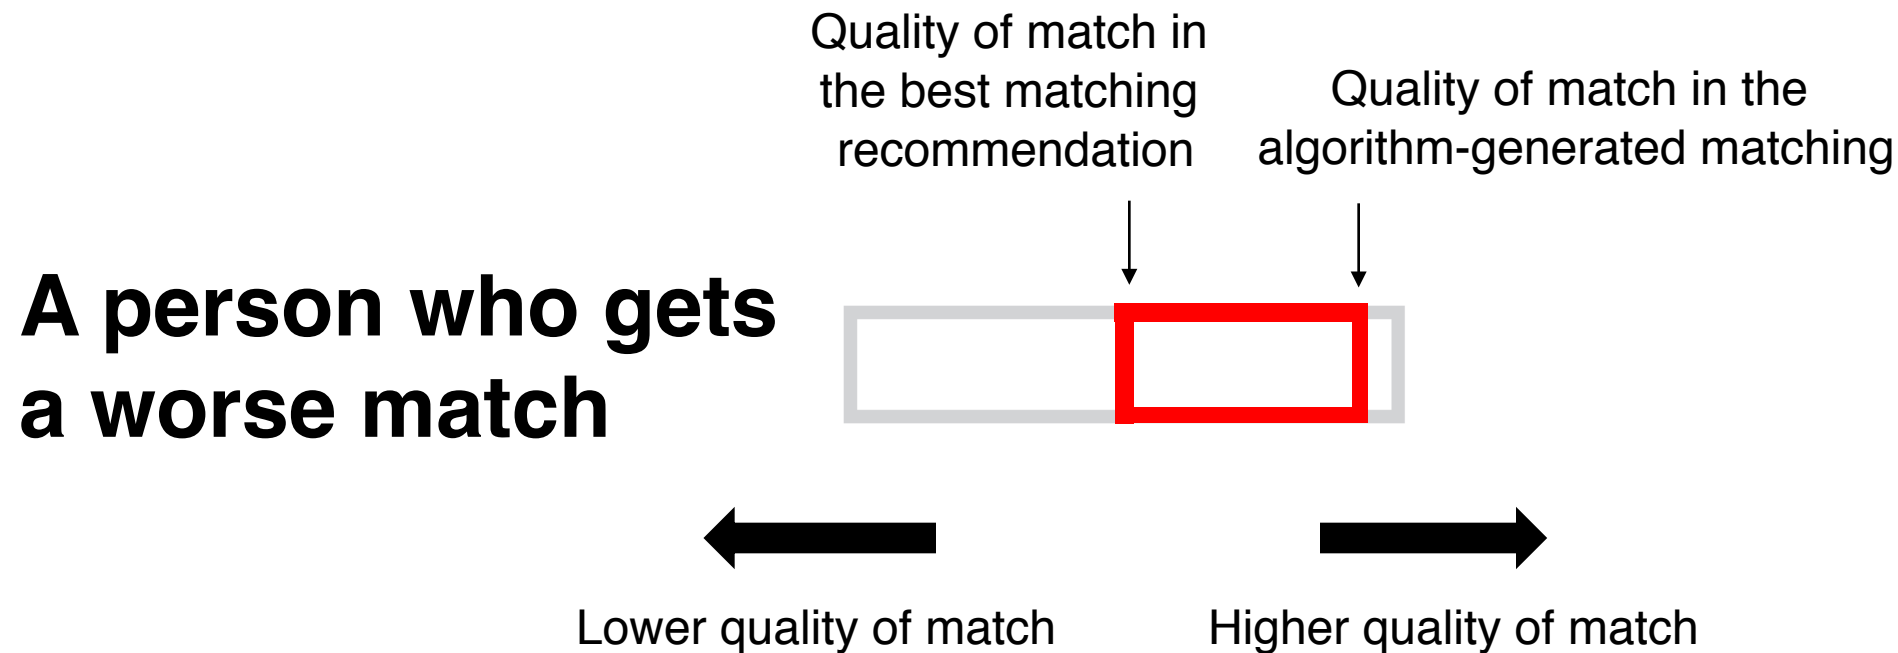 Quality of match in
the best matching
recommendation
Quality of match in the
algorithm-generated matching
A person who gets
a worse match
Lower quality of match
Higher quality of match